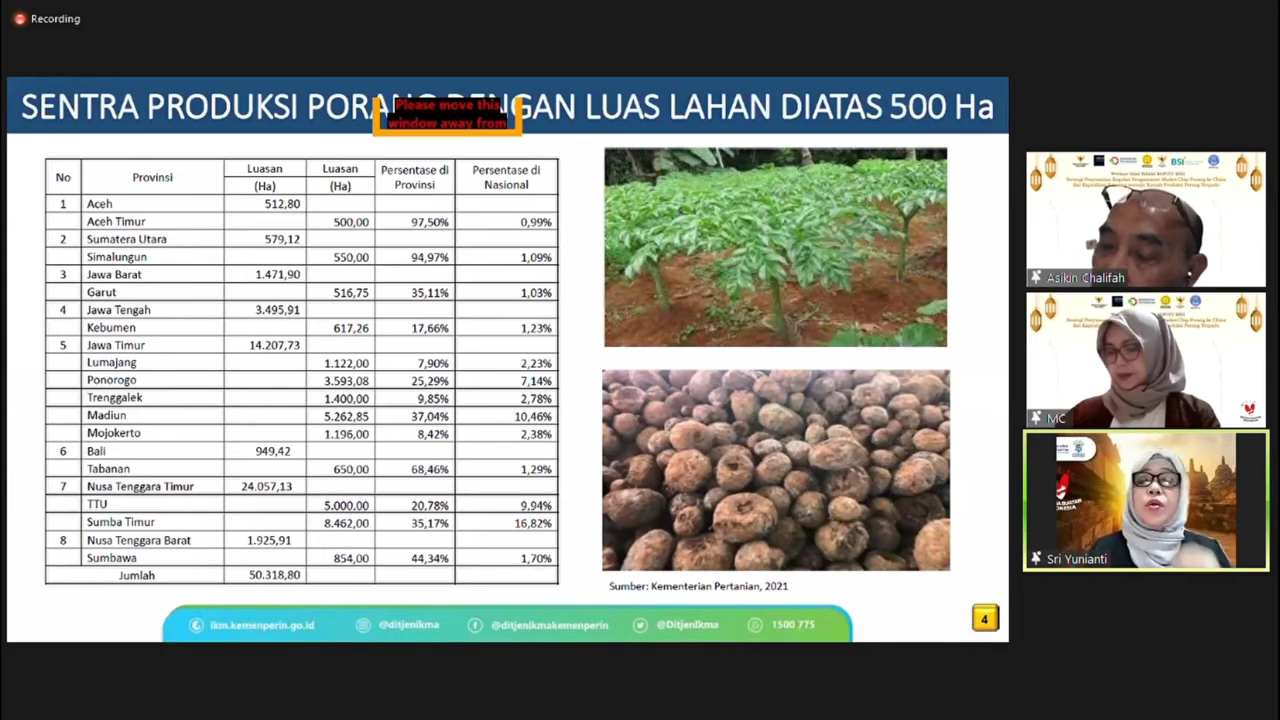 Recording
SENTRA PRODUKSI PORANG DENGAN LUAS LAHAN DIATAS 500 Ha
Please move this
window away from
No Provinsi Luasan (Ha) Luasan (Ha) Persentase di Provinsi Persentase di Nasional
1 Aceh 512,80
Aceh Timur 500,00 97,50% 0,99%
2 Sumatera Utara 579,12
Simalungun 550,00 94,97% 1,09%
3 Jawa Barat 1.471,90
Garut 516,75 35,11% 1,03%
4 Jawa Tengah 3.495,91
Kebumen 617,26 17,66% 1,23%
5 Jawa Timur 14.207,73
Lumajang 1.122,00 7,90% 2,23%
Ponorogo 3.593,08 25,29% 7,14%
Trenggalek 1.400,00 9,85% 2,78%
Madiun 5.262,85 37,04% 10,46%
Mojokerto 1.196,00 8,42% 2,38%
6 Bali 949,42
Tabanan 650,00 68,46% 1,29%
7 Nusa Tenggara Timur 24.057,13
TTU 5.000,00 20,78% 9,94%
Sumba Timur 8.462,00 35,17% 16,82%
8 Nusa Tenggara Barat 1.925,91
Sumbawa 854,00 44,34% 1,70%
Jumlah 50.318,80
Sumber: Kementerian Pertanian, 2021
ikm.kemenperin.go.id @ditjenikma @ditjenikmakemenperin @Ditjenikma 1500 775
4
BSI
Asikin Chalifah
MC
Sri Yunianti